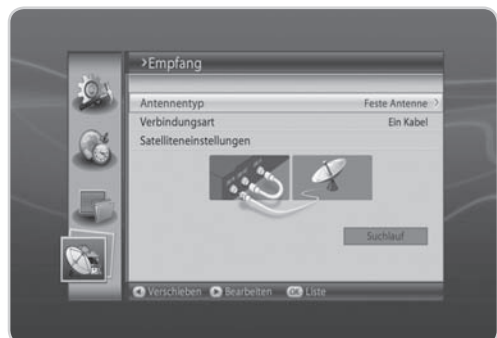 >Empfang
Antennentyp Feste Antenne >
Verbindungsart Ein Kabel
Satelliteneinstellungen
Suchlauf
Verschieben Bearbeiten OK Liste